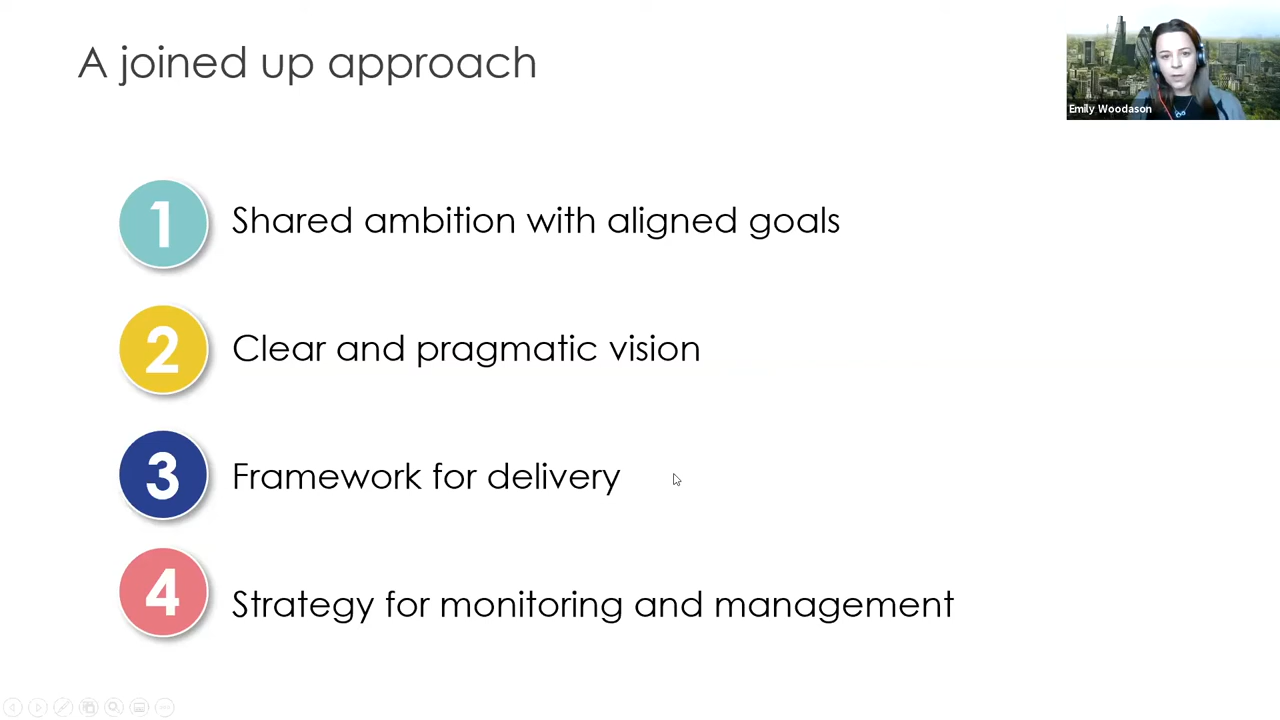 A joined up approach
Emily Woodason
1
Shared ambition with aligned goals
2
Clear and pragmatic vision
3
Framework for delivery
4
Strategy for monitoring and management